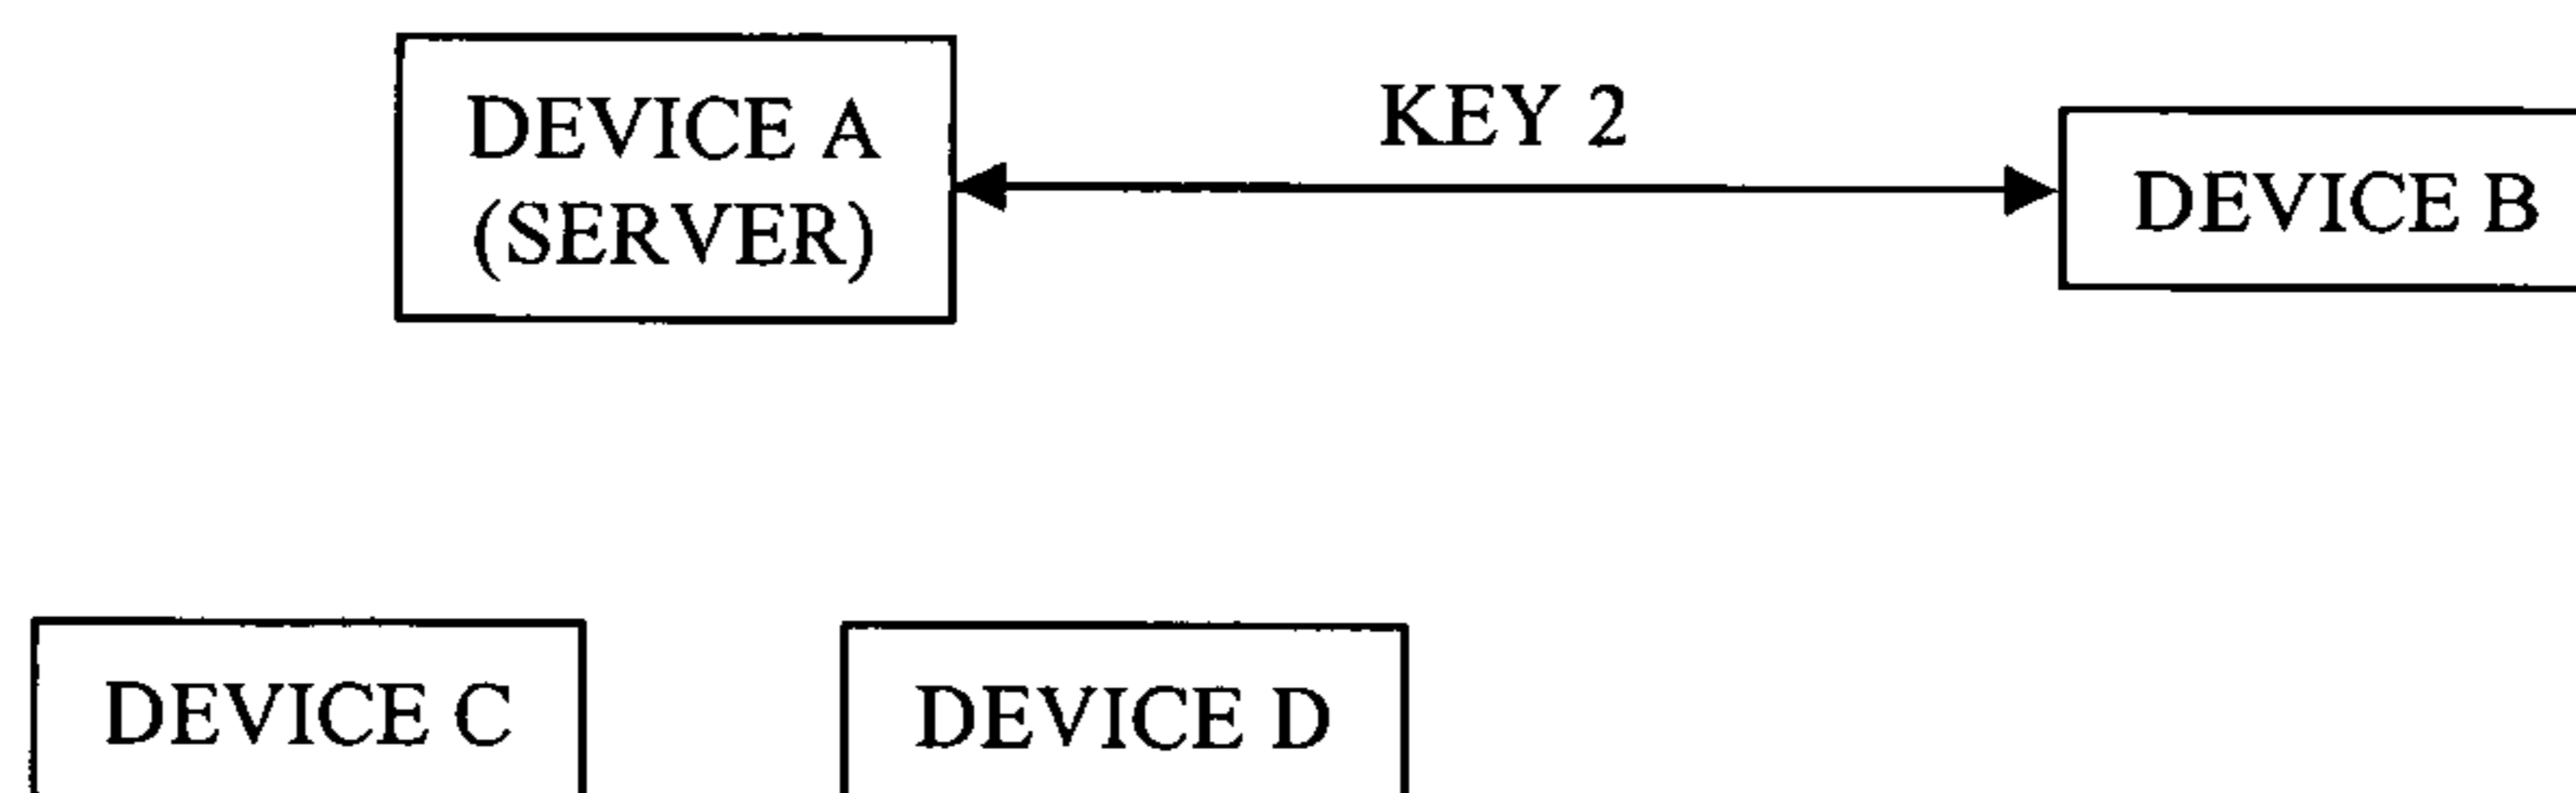 DEVICE A
(SERVER)
KEY 2
DEVICE B
DEVICE C
DEVICE D